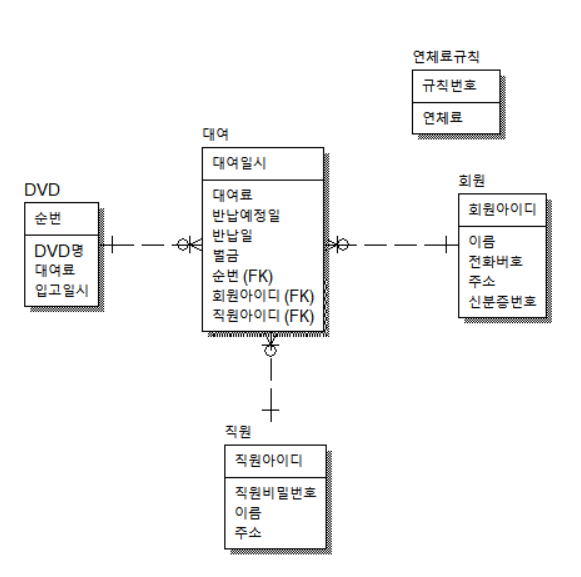 연체료규칙
규칙번호
연체료
대여
대여일시
대여료
반납예정일
반납일
벌금
순번 (FK)
회원아이디 (FK)
직원아이디 (FK)
DVD
순번
DVD명
대여료
입고일시
회원
회원아이디
이름
전화버호
주소
신분증번호
직원
직원아이디
직원비밀번호
이름
주소